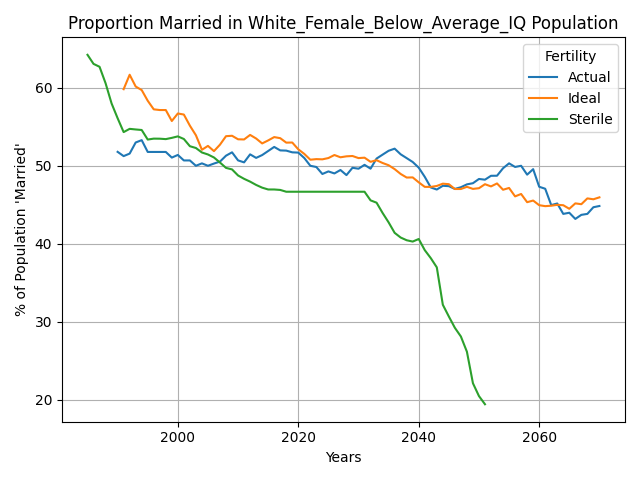 Proportion Married in White_Female_Below_Average_IQ Population
Fertility
Actual
Ideal
Sterile
% of Population 'Married'
60
50
40
30
20
2000
2020
2040
2060
Years